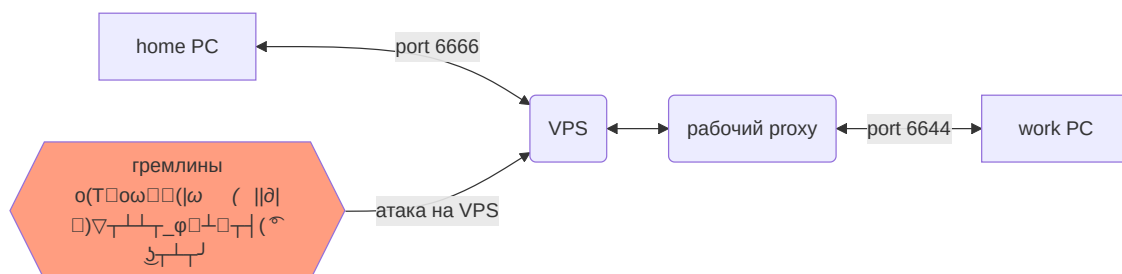 home PC
port 6666
VPS
рабочий proxy
port 6644
work PC
гремлины
атака на VPS